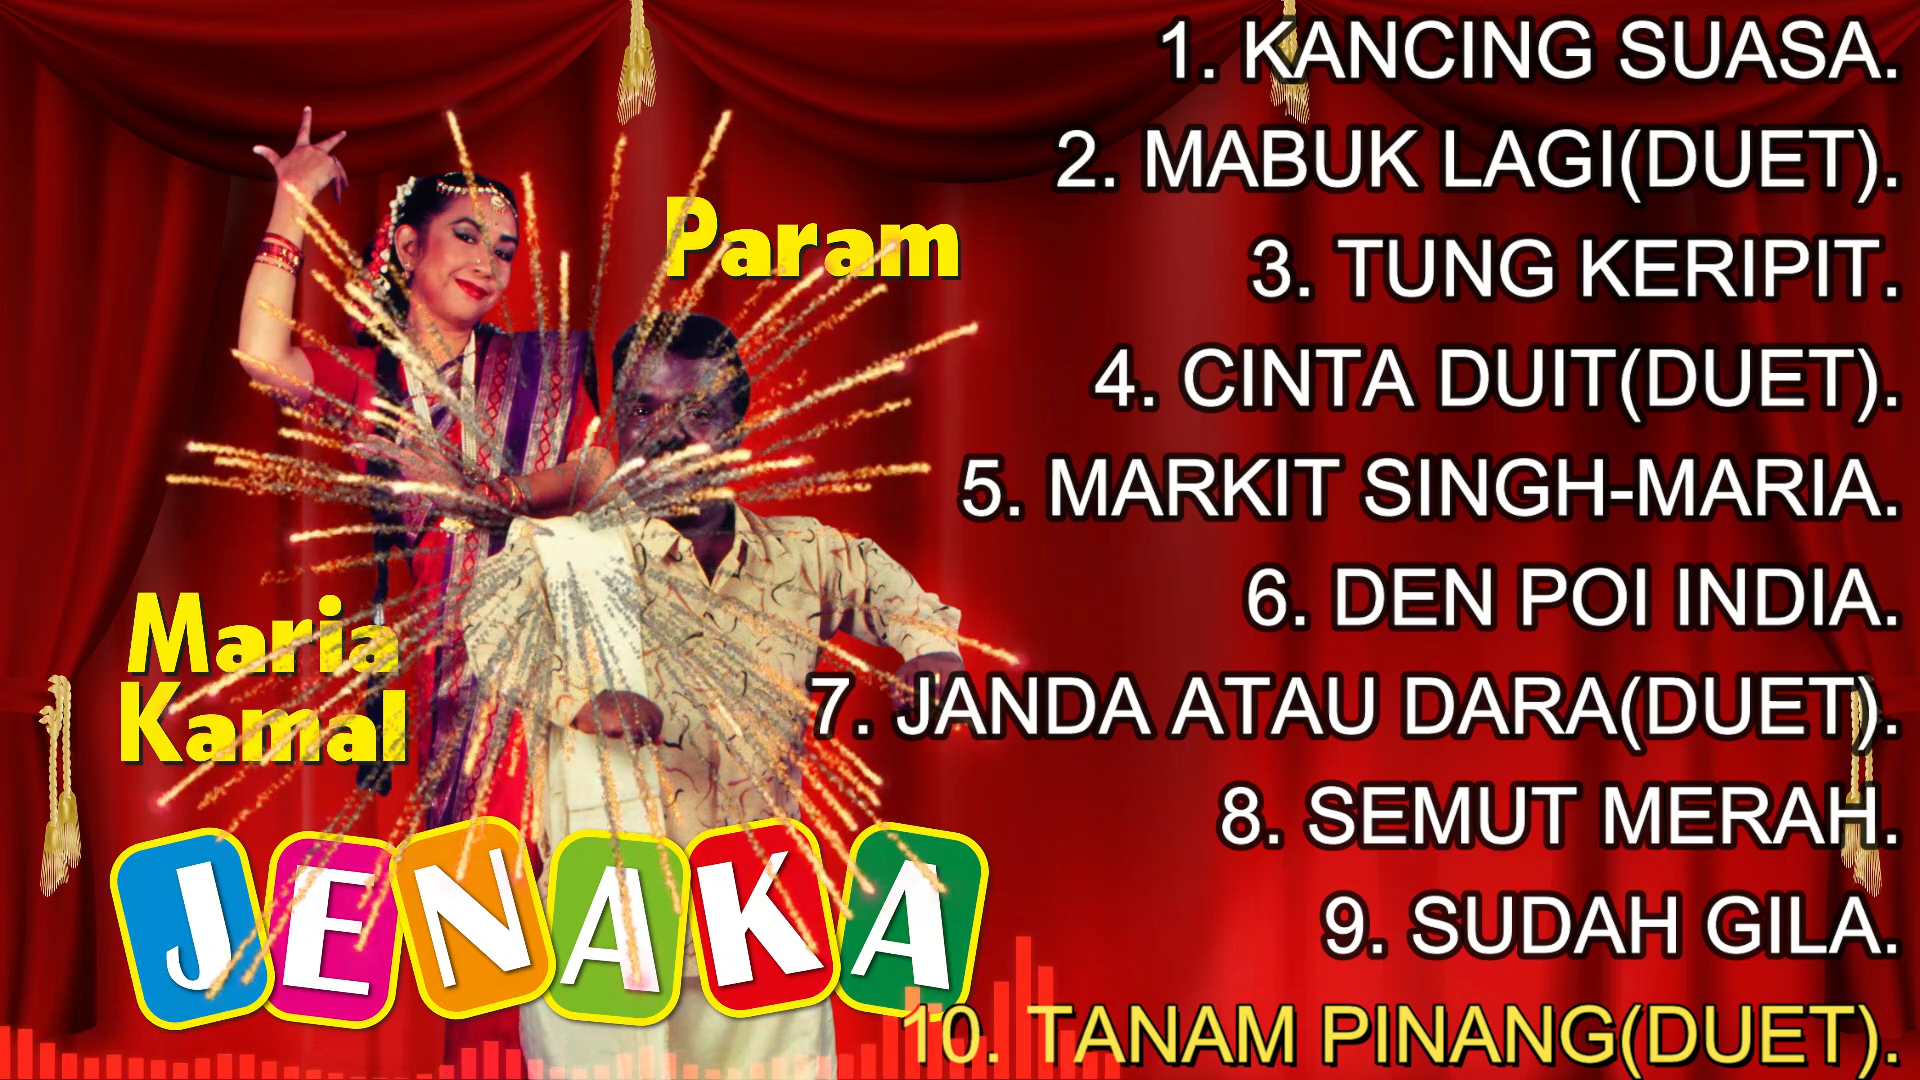 Param
Maria
Kamal
JENAKA
1. KANCING SUASA.
2. MABUK LAGI(DUET).
3. TUNG KERIPIT.
4. CINTA DUIT(DUET).
5. MARKIT SINGH-MARIA.
6. DEN POI INDIA.
7. JANDA ATAU DARA(DUET).
8. SEMUT MERAH.
9. SUDAH GILA.
10. TANAM PINANG(DUET).